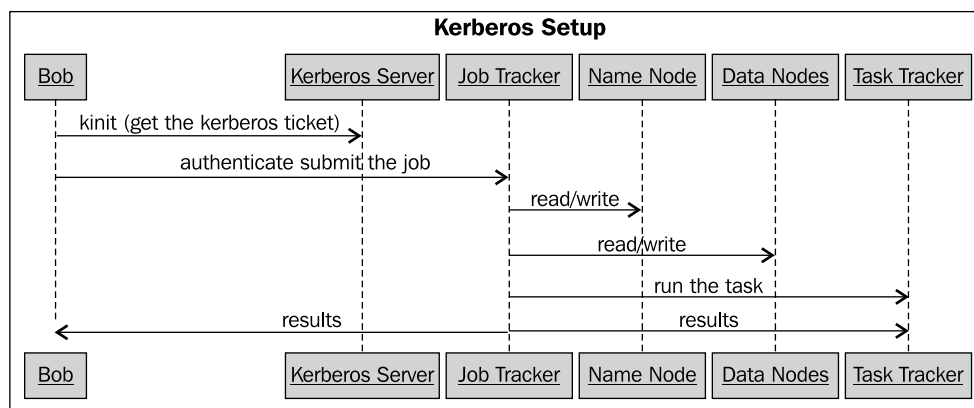 Kerberos Setup
Bob
Kerberos Server
Job Tracker
Name Node
Data Nodes
Task Tracker
kinit (get the kerberos ticket)
authenticate submit the job
read/write
read/write
run the task
results
results
Bob
Kerberos Server
Job Tracker
Name Node
Data Nodes
Task Tracker